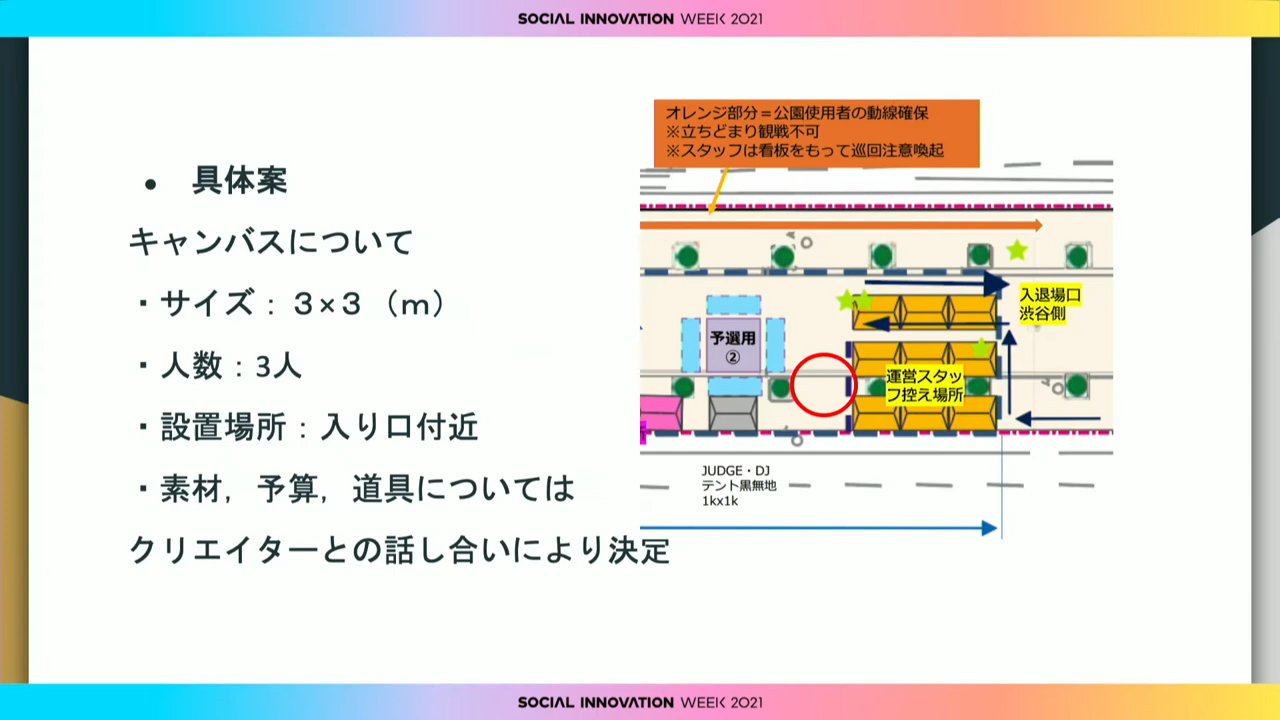 SOCIAL INNOVATION WEEK 2021
● 具体案
キャンバスについて
・サイズ：３×３（ｍ）
・人数：3人
・設置場所：入り口付近
・素材，予算，道具については
クリエイターとの話し合いにより決定
オレンジ部分＝公園使用者の動線確保
※立ちどまり観戦不可
※スタッフは看板をもって巡回注意喚起
入退場口
渋谷側
予選用
②
運営スタッ
フ控え場所
JUDGE・DJ
テント黒無地
1kx1k
SOCIAL INNOVATION WEEK 2021